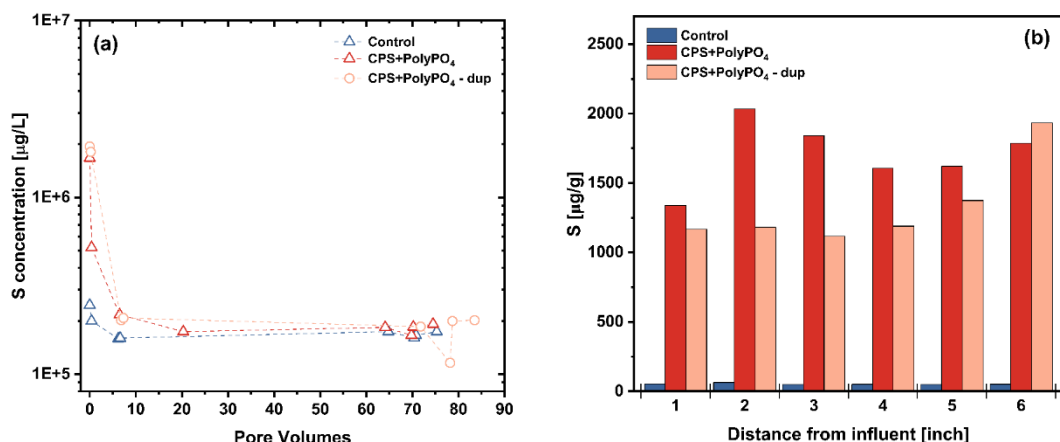 (a)
Control
CPS+PolyPO₄
CPS+PolyPO₄ - dup
S concentration [µg/L]
1E+7
1E+6
1E+5
0 10 20 30 40 50 60 70 80 90
Pore Volumes
(b)
Control
CPS+PolyPO₄
CPS+PolyPO₄ - dup
S [µg/g]
2500
2000
1500
1000
500
0
1 2 3 4 5 6
Distance from influent [inch]